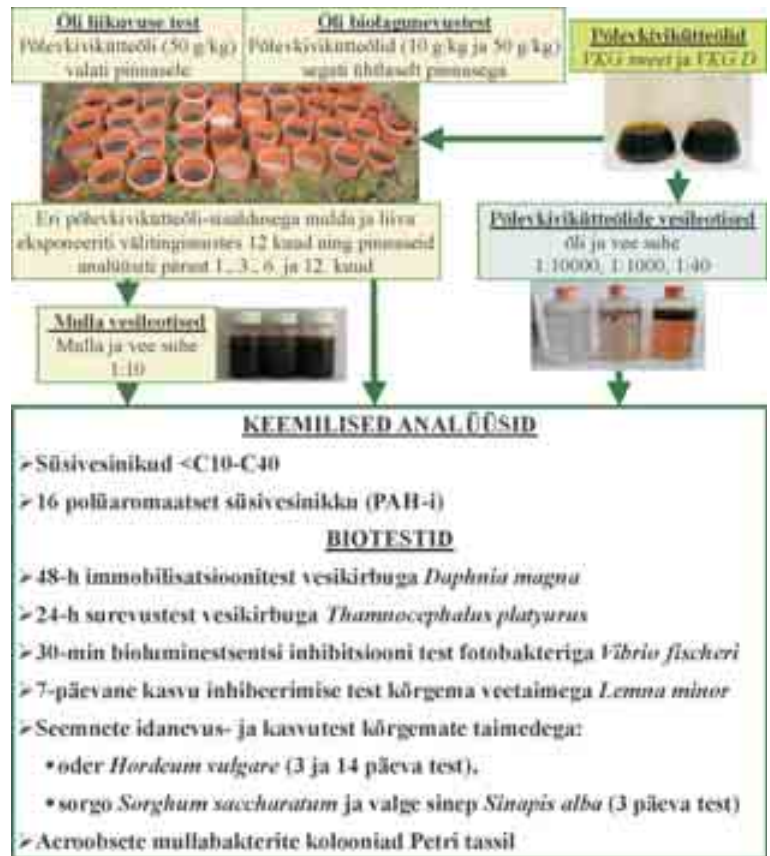 Õli liikuvuse test
Põlevkivikütteõli (50 g/kg)
valati pinnasele
Õli biolagunevustest
Põlevkivikütteõlid (10 g/kg ja 50 g/kg)
segati ühtlaselt pinnasega
Põlevkivikütteõlid
VKG sweet ja VKG D
Eri põlevkivikütteõli-sisaldusega mulda ja liiva
eksponeeriti välitingimustes 12 kuud ning pinnaseid
analüüsiti pärast 1., 3., 6. ja 12. kuud
Põlevkivikütteõlide vesileotised
õli ja vee suhe
1:10000, 1:1000, 1:40
Mulla vesileotised
Mulla ja vee suhe
1:10
KEEMILISED ANALÜÜSID
➢Süsivesinikud <C10-C40
➢16 polüaromaatset süsivesinikku (PAH-i)
BIOTESTID
➢48-h immobilisatsioonitest vesikirbuga Daphnia magna
➢24-h surevustest vesikirbuga Thamnocephalus platyurus
➢30-min bioluminestsentsi inhibitsiooni test fotobakteriga Vibrio fischeri
➢7-päevane kasvu inhibeerimise test kõrgema veetaimega Lemna minor
➢Seemnete idanevus- ja kasvutest kõrgemate taimedega:
•oder Hordeum vulgare (3 ja 14 päeva test),
•sorgo Sorghum saccharatum ja valge sinep Sinapis alba (3 päeva test)
➢Aeroobsete mullabakterite kolooniad Petri tassil